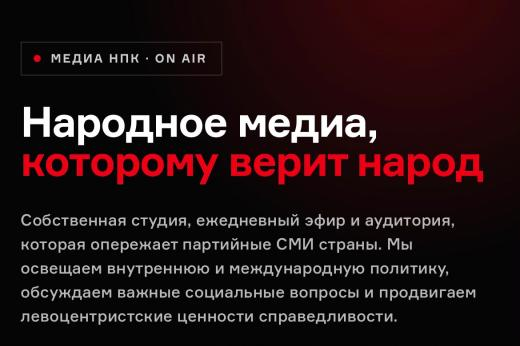 МЕДИА НПК · ON AIR
Народное медиа,
которому верит народ
Собственная студия, ежедневный эфир и аудитория,
которая опережает партийные СМИ страны. Мы
освещаем внутреннюю и международную политику,
обсуждаем важные социальные вопросы и продвигаем
левоцентристские ценности справедливости.